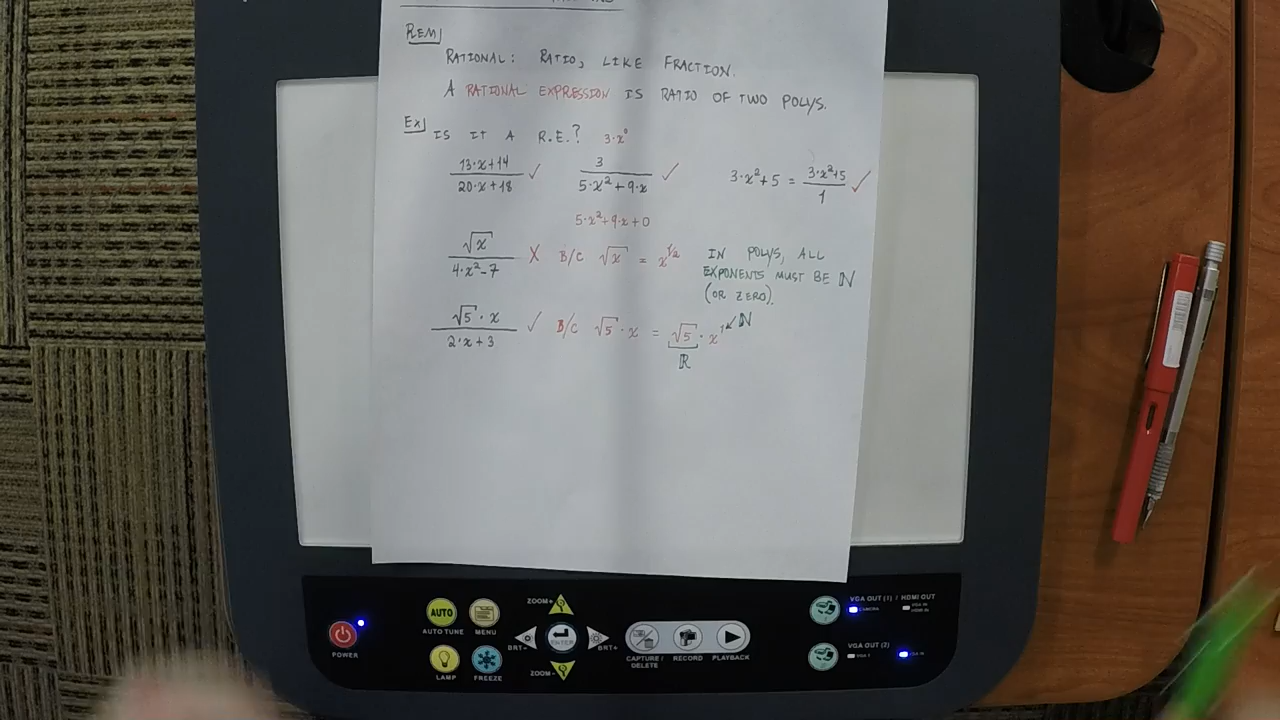 REM
RATIONAL: RATIO, LIKE FRACTION.
A RATIONAL EXPRESSION IS RATIO OF TWO POLYS.
EX IS IT A R.E.? 3·x⁰
(13·x+14)/(20·x+18) ✓ 3/(5·x²+9·x) ✓ 3·x²+5 = (3·x²+5)/1 ✓
5·x²+9·x+0
√x/(4·x²-7) X B/C √x = x^(1/2) IN POLYS, ALL
EXPONENTS MUST BE ℕ
(OR ZERO).
(√5·x)/(2·x+3) ✓ B/C √5·x = √5·x¹ ℕ
ℝ
POWER
AUTO
AUTO TUNE
MENU
LAMP
FREEZE
ZOOM+
BRT-
ENTER
BRT+
ZOOM-
CAPTURE/
DELETE
RECORD
PLAYBACK
VGA OUT (1) / HDMI OUT
CAMERA
VGA OUT (2)